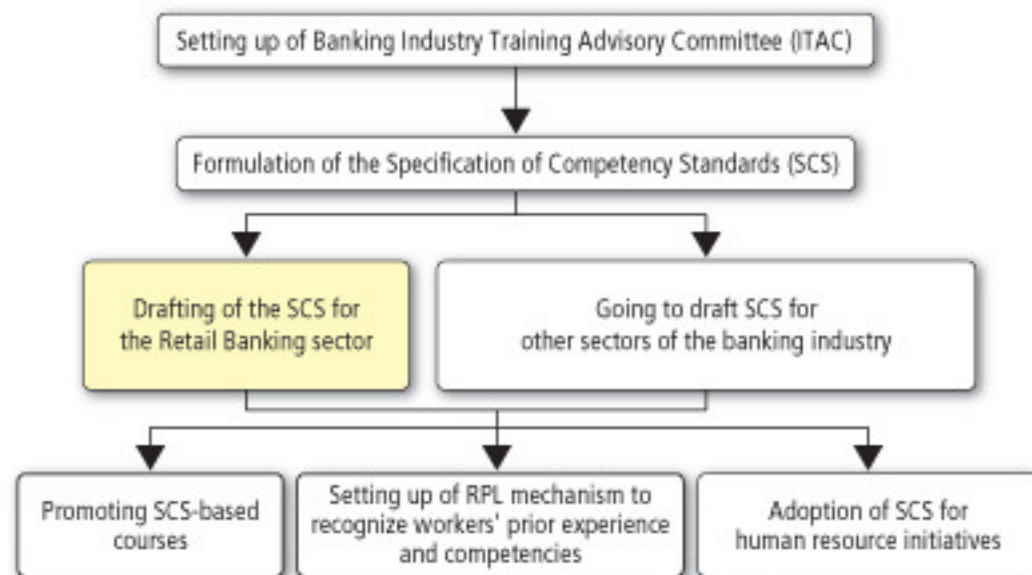 Setting up of Banking Industry Training Advisory Committee (ITAC)
Formulation of the Specification of Competency Standards (SCS)
Drafting of the SCS for
the Retail Banking sector
Going to draft SCS for
other sectors of the banking industry
Promoting SCS-based
courses
Setting up of RPL mechanism to
recognize workers' prior experience
and competencies
Adoption of SCS for
human resource initiatives